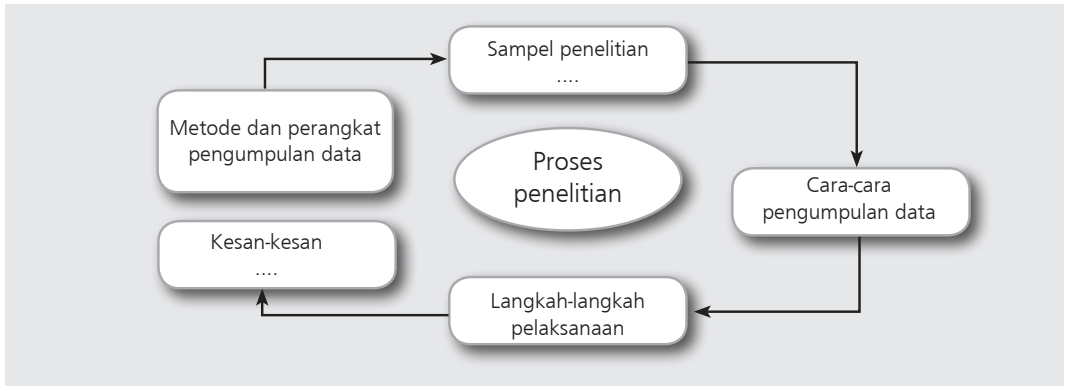 Sampel penelitian
....
Metode dan perangkat
pengumpulan data
Proses
penelitian
Cara-cara
pengumpulan data
Kesan-kesan
....
Langkah-langkah
pelaksanaan